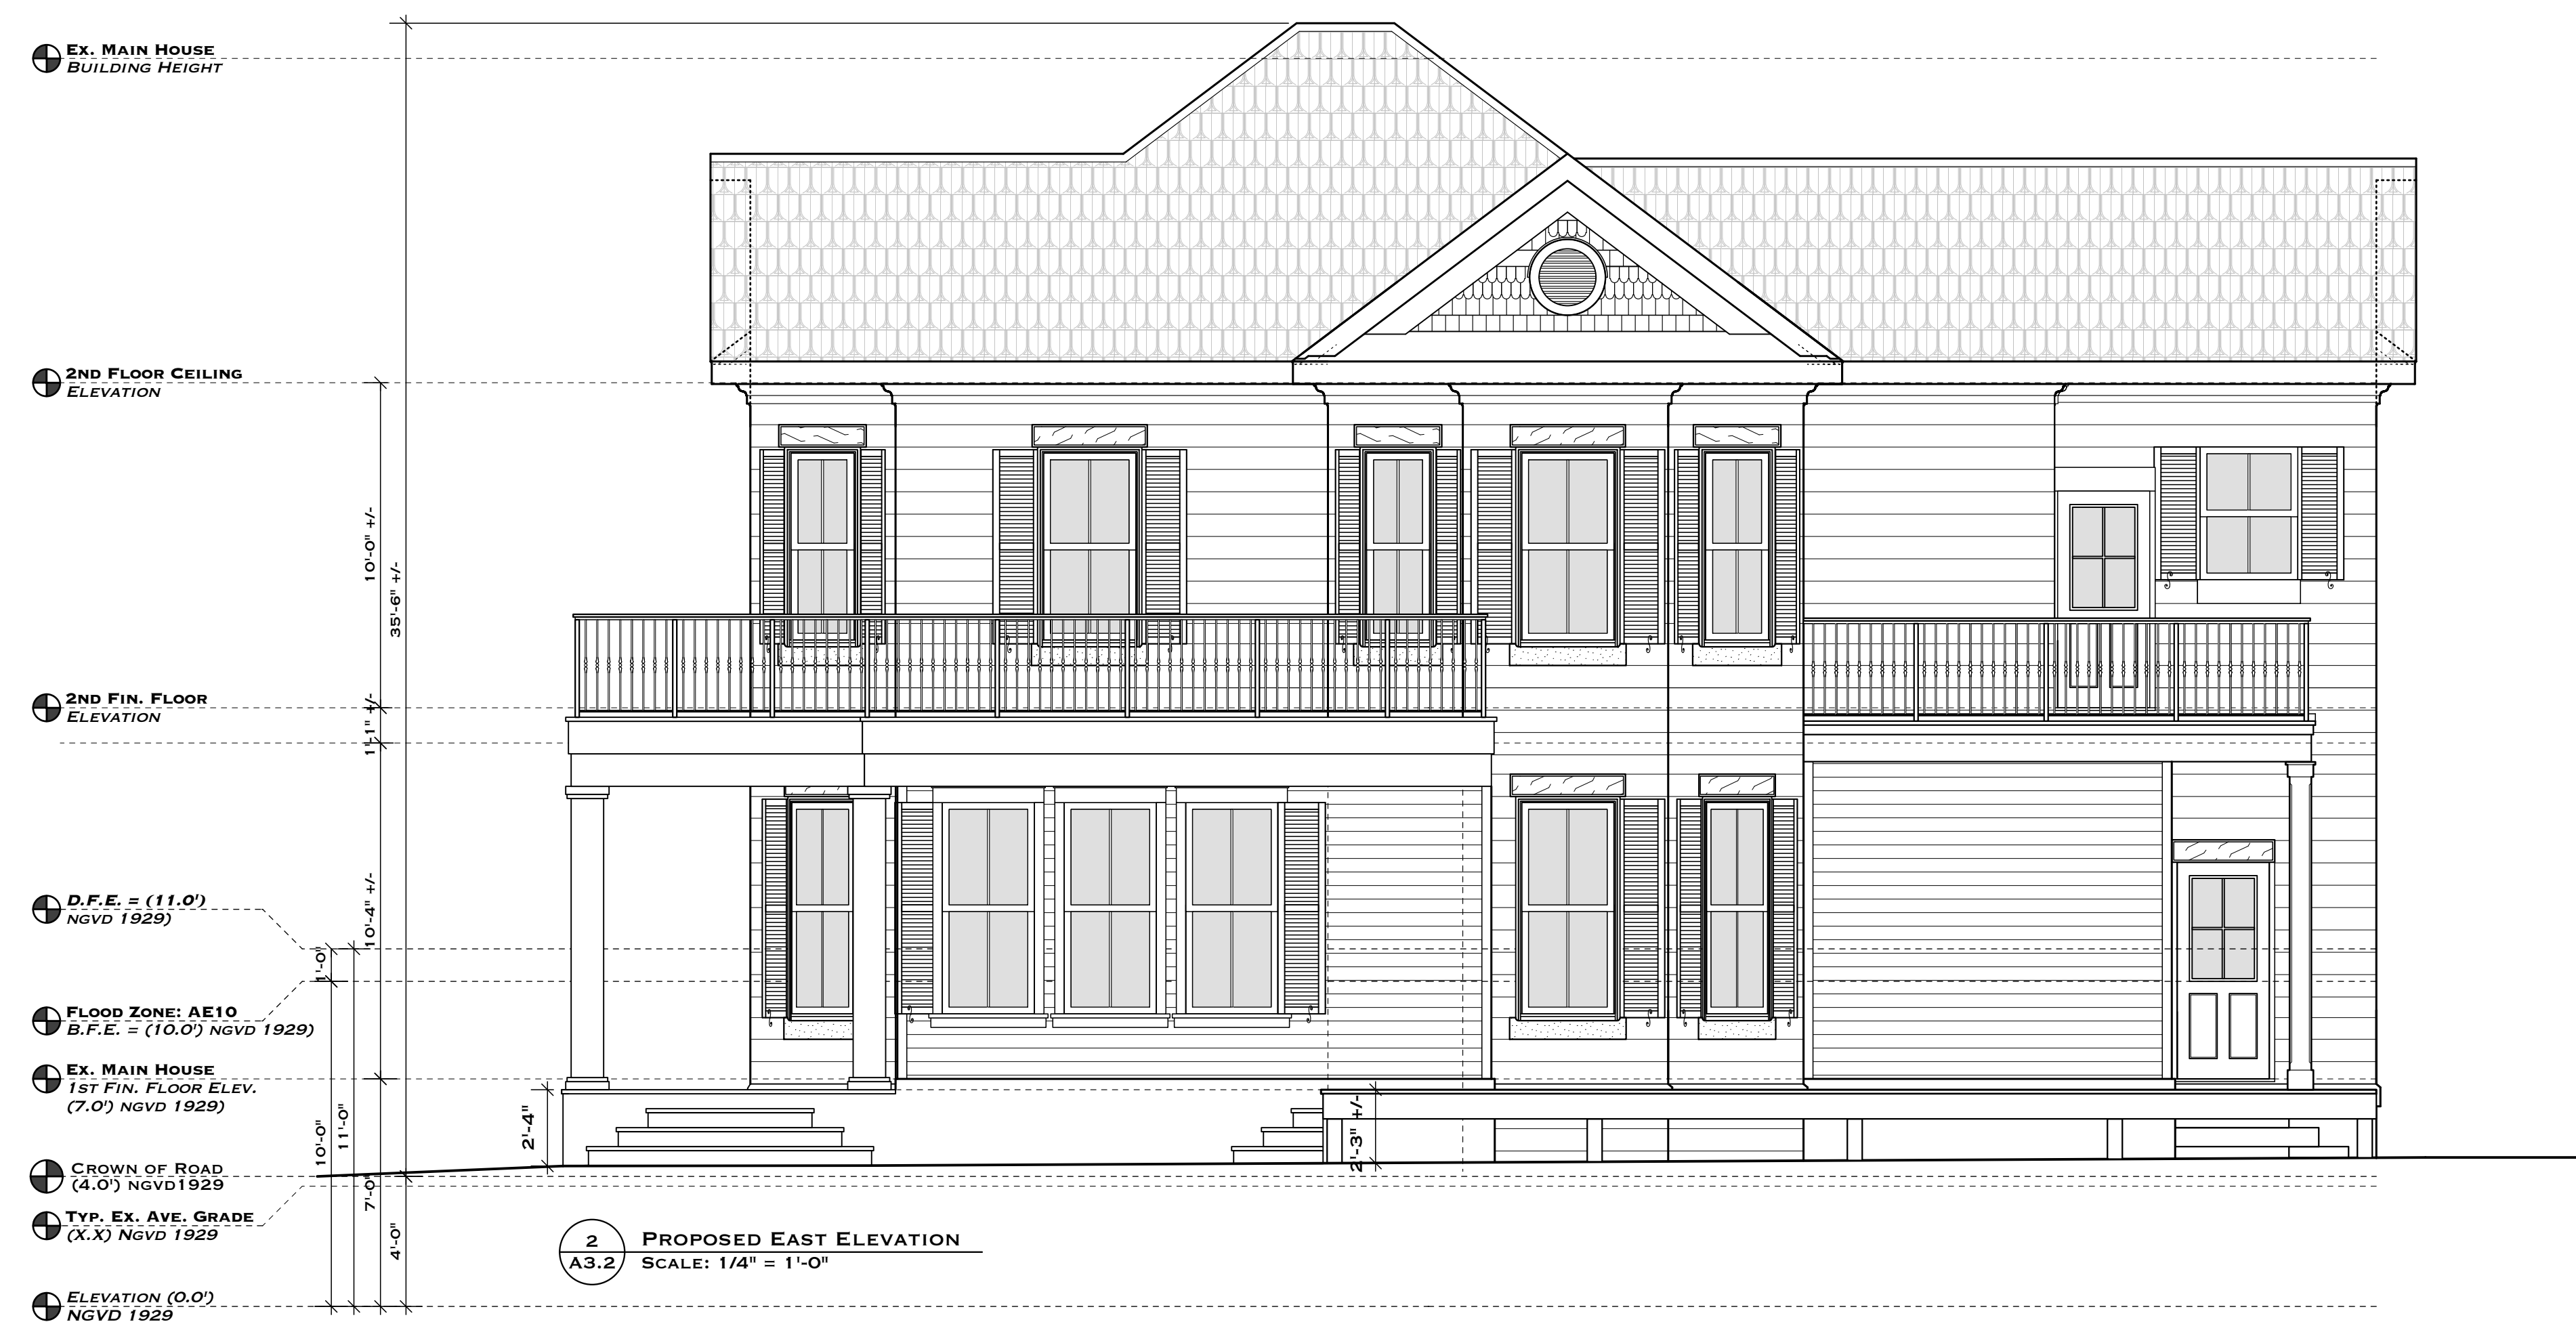 Ex. Main House
Building Height
2nd Floor Ceiling
Elevation
10'-0" +/-
35'-6" +/-
2nd Fin. Floor
Elevation
1'-1" +/-
D.F.E. = (11.0')
NGVD 1929)
10'-4" +/-
1'-0"
Flood Zone: AE10
B.F.E. = (10.0') NGVD 1929)
Ex. Main House
1st Fin. Floor Elev.
(7.0') NGVD 1929)
10'-0"
11'-0"
2'-4"
2'-3" +/-
Crown of Road
(4.0') NGVD1929
7'-0"
Typ. Ex. Ave. Grade
(X.X) NGVD 1929
4'-0"
2
A3.2
Proposed East Elevation
Scale: 1/4" = 1'-0"
Elevation (0.0')
NGVD 1929